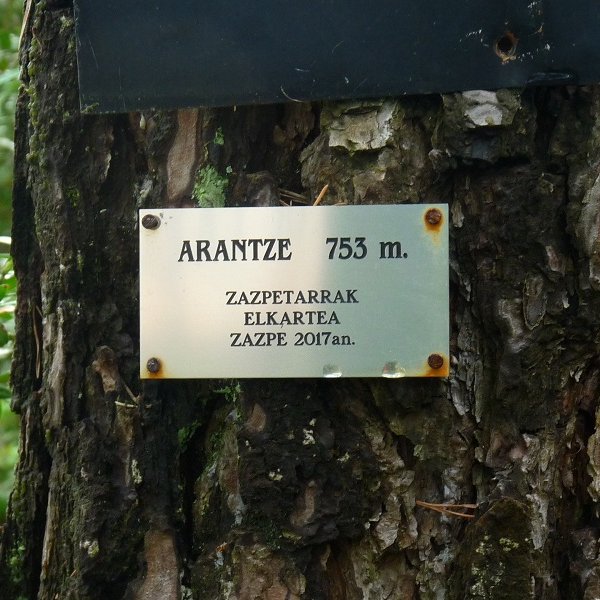 ARANTZE 753 m.
ZAZPETARRAK
ELKARTEA
ZAZPE 2017an.